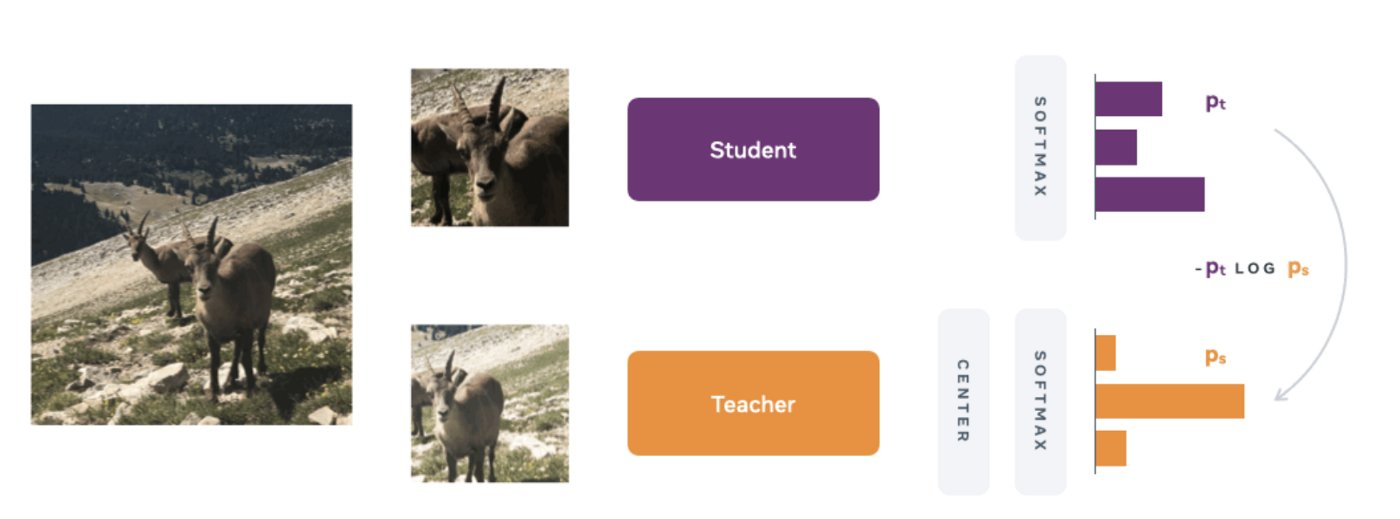 Student
SOFTMAX
pt
-pt LOG ps
Teacher
CENTER
SOFTMAX
ps